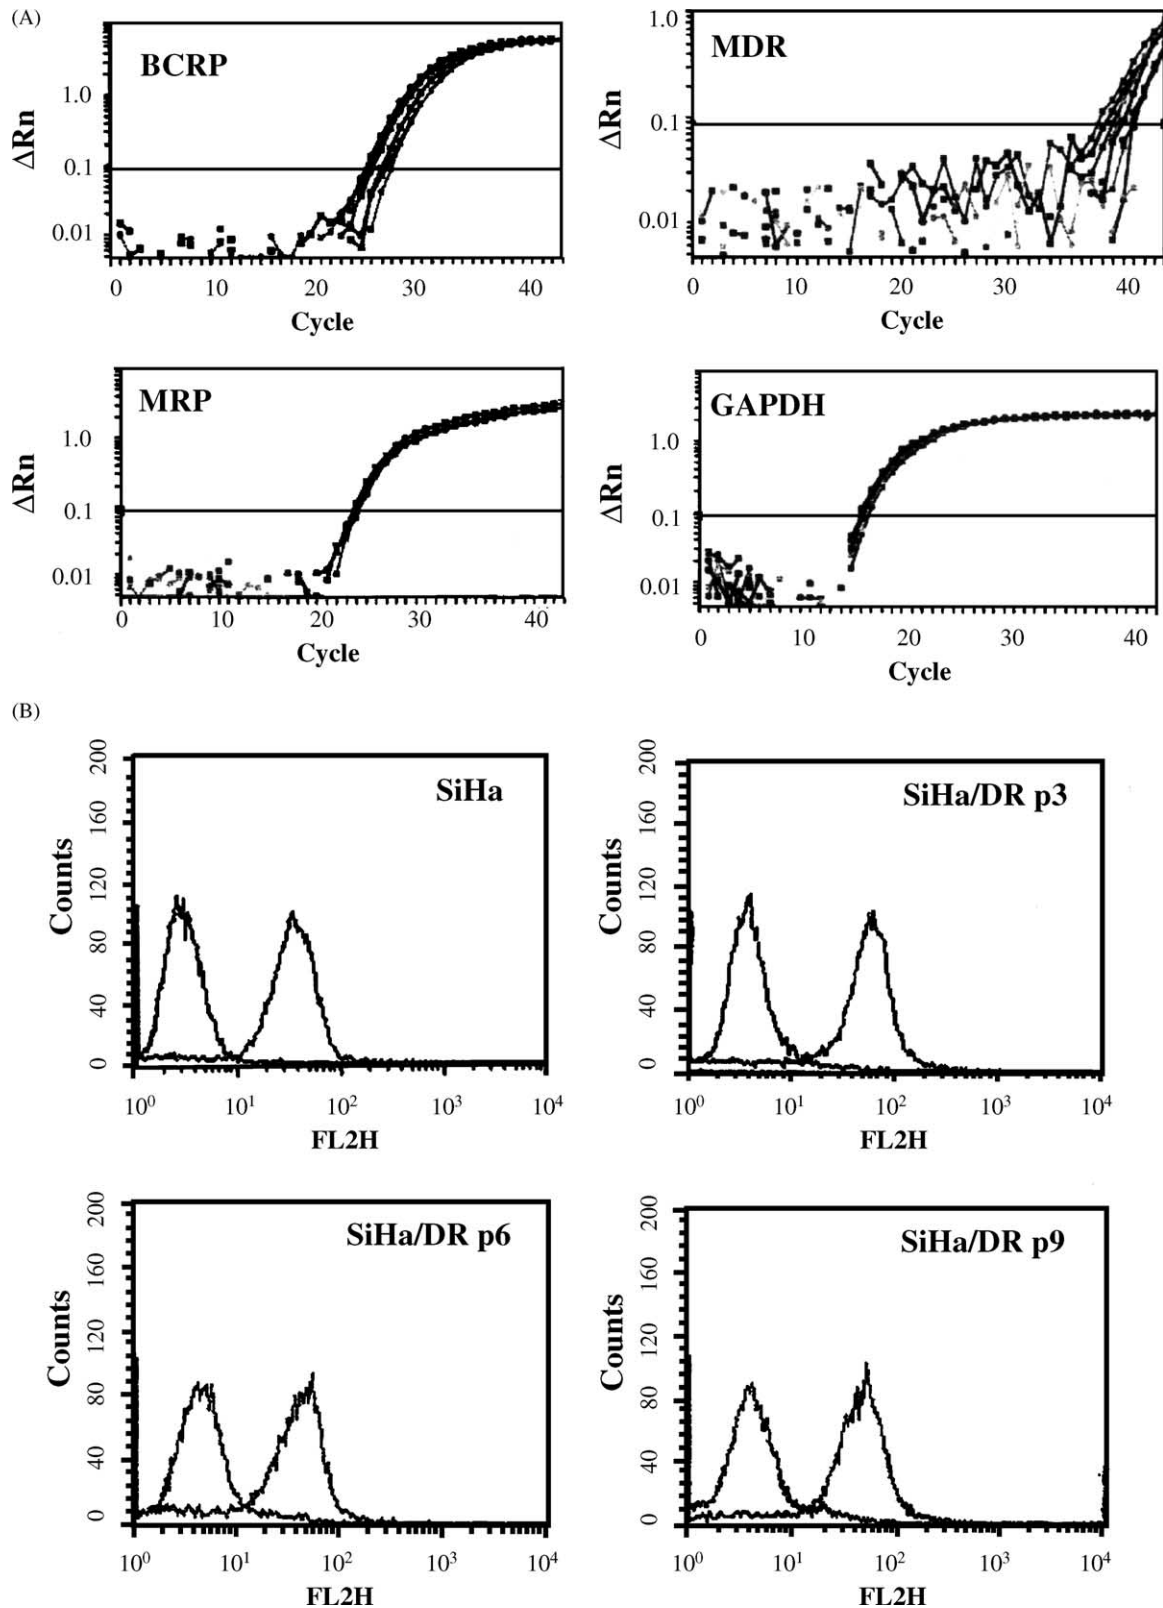 (A)
BCRP
ΔRn
1.0
0.1
0.01
0 10 20 30 40
Cycle
MDR
ΔRn
1.0
0.1
0.01
0 10 20 30 40
Cycle
MRP
ΔRn
1.0
0.1
0.01
0 10 20 30 40
Cycle
GAPDH
ΔRn
1.0
0.1
0.01
0 10 20 30 40
Cycle
(B)
SiHa
Counts
200
160
120
80
40
0
10⁰ 10¹ 10² 10³ 10⁴
FL2H
SiHa/DR p3
Counts
200
160
120
80
40
0
10⁰ 10¹ 10² 10³ 10⁴
FL2H
SiHa/DR p6
Counts
200
160
120
80
40
0
10⁰ 10¹ 10² 10³ 10⁴
FL2H
SiHa/DR p9
Counts
200
160
120
80
40
0
10⁰ 10¹ 10² 10³ 10⁴
FL2H